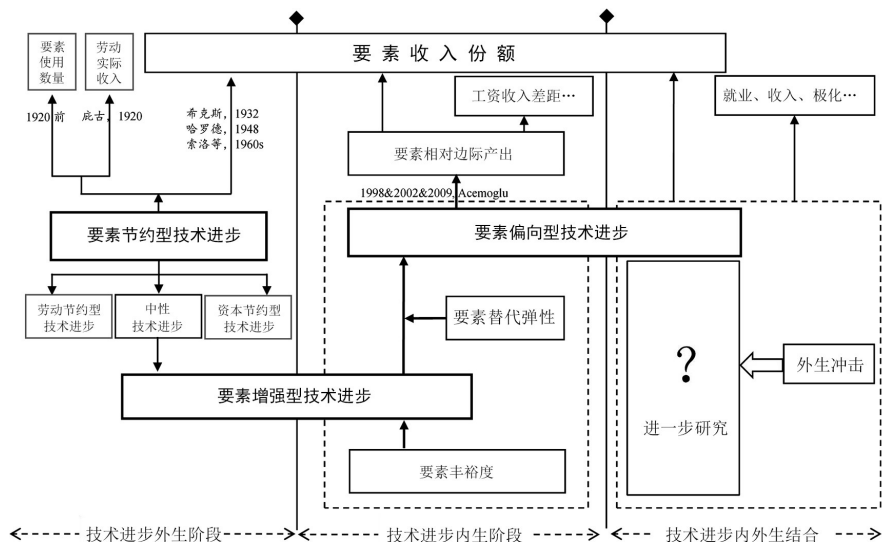 要素收入份额
要素
使用
数量
劳动
实际
收入
1920前
庇古，1920
希克斯，1932
哈罗德，1948
索洛等，1960s
工资收入差距…
就业、收入、极化…
要素相对边际产出
1998&2002&2009, Acemoglu
要素节约型技术进步
要素偏向型技术进步
劳动节约型
技术进步
中性
技术进步
资本节约型
技术进步
要素替代弹性
?
外生冲击
要素增强型技术进步
进一步研究
要素丰裕度
技术进步外生阶段
技术进步内生阶段
技术进步内外生结合